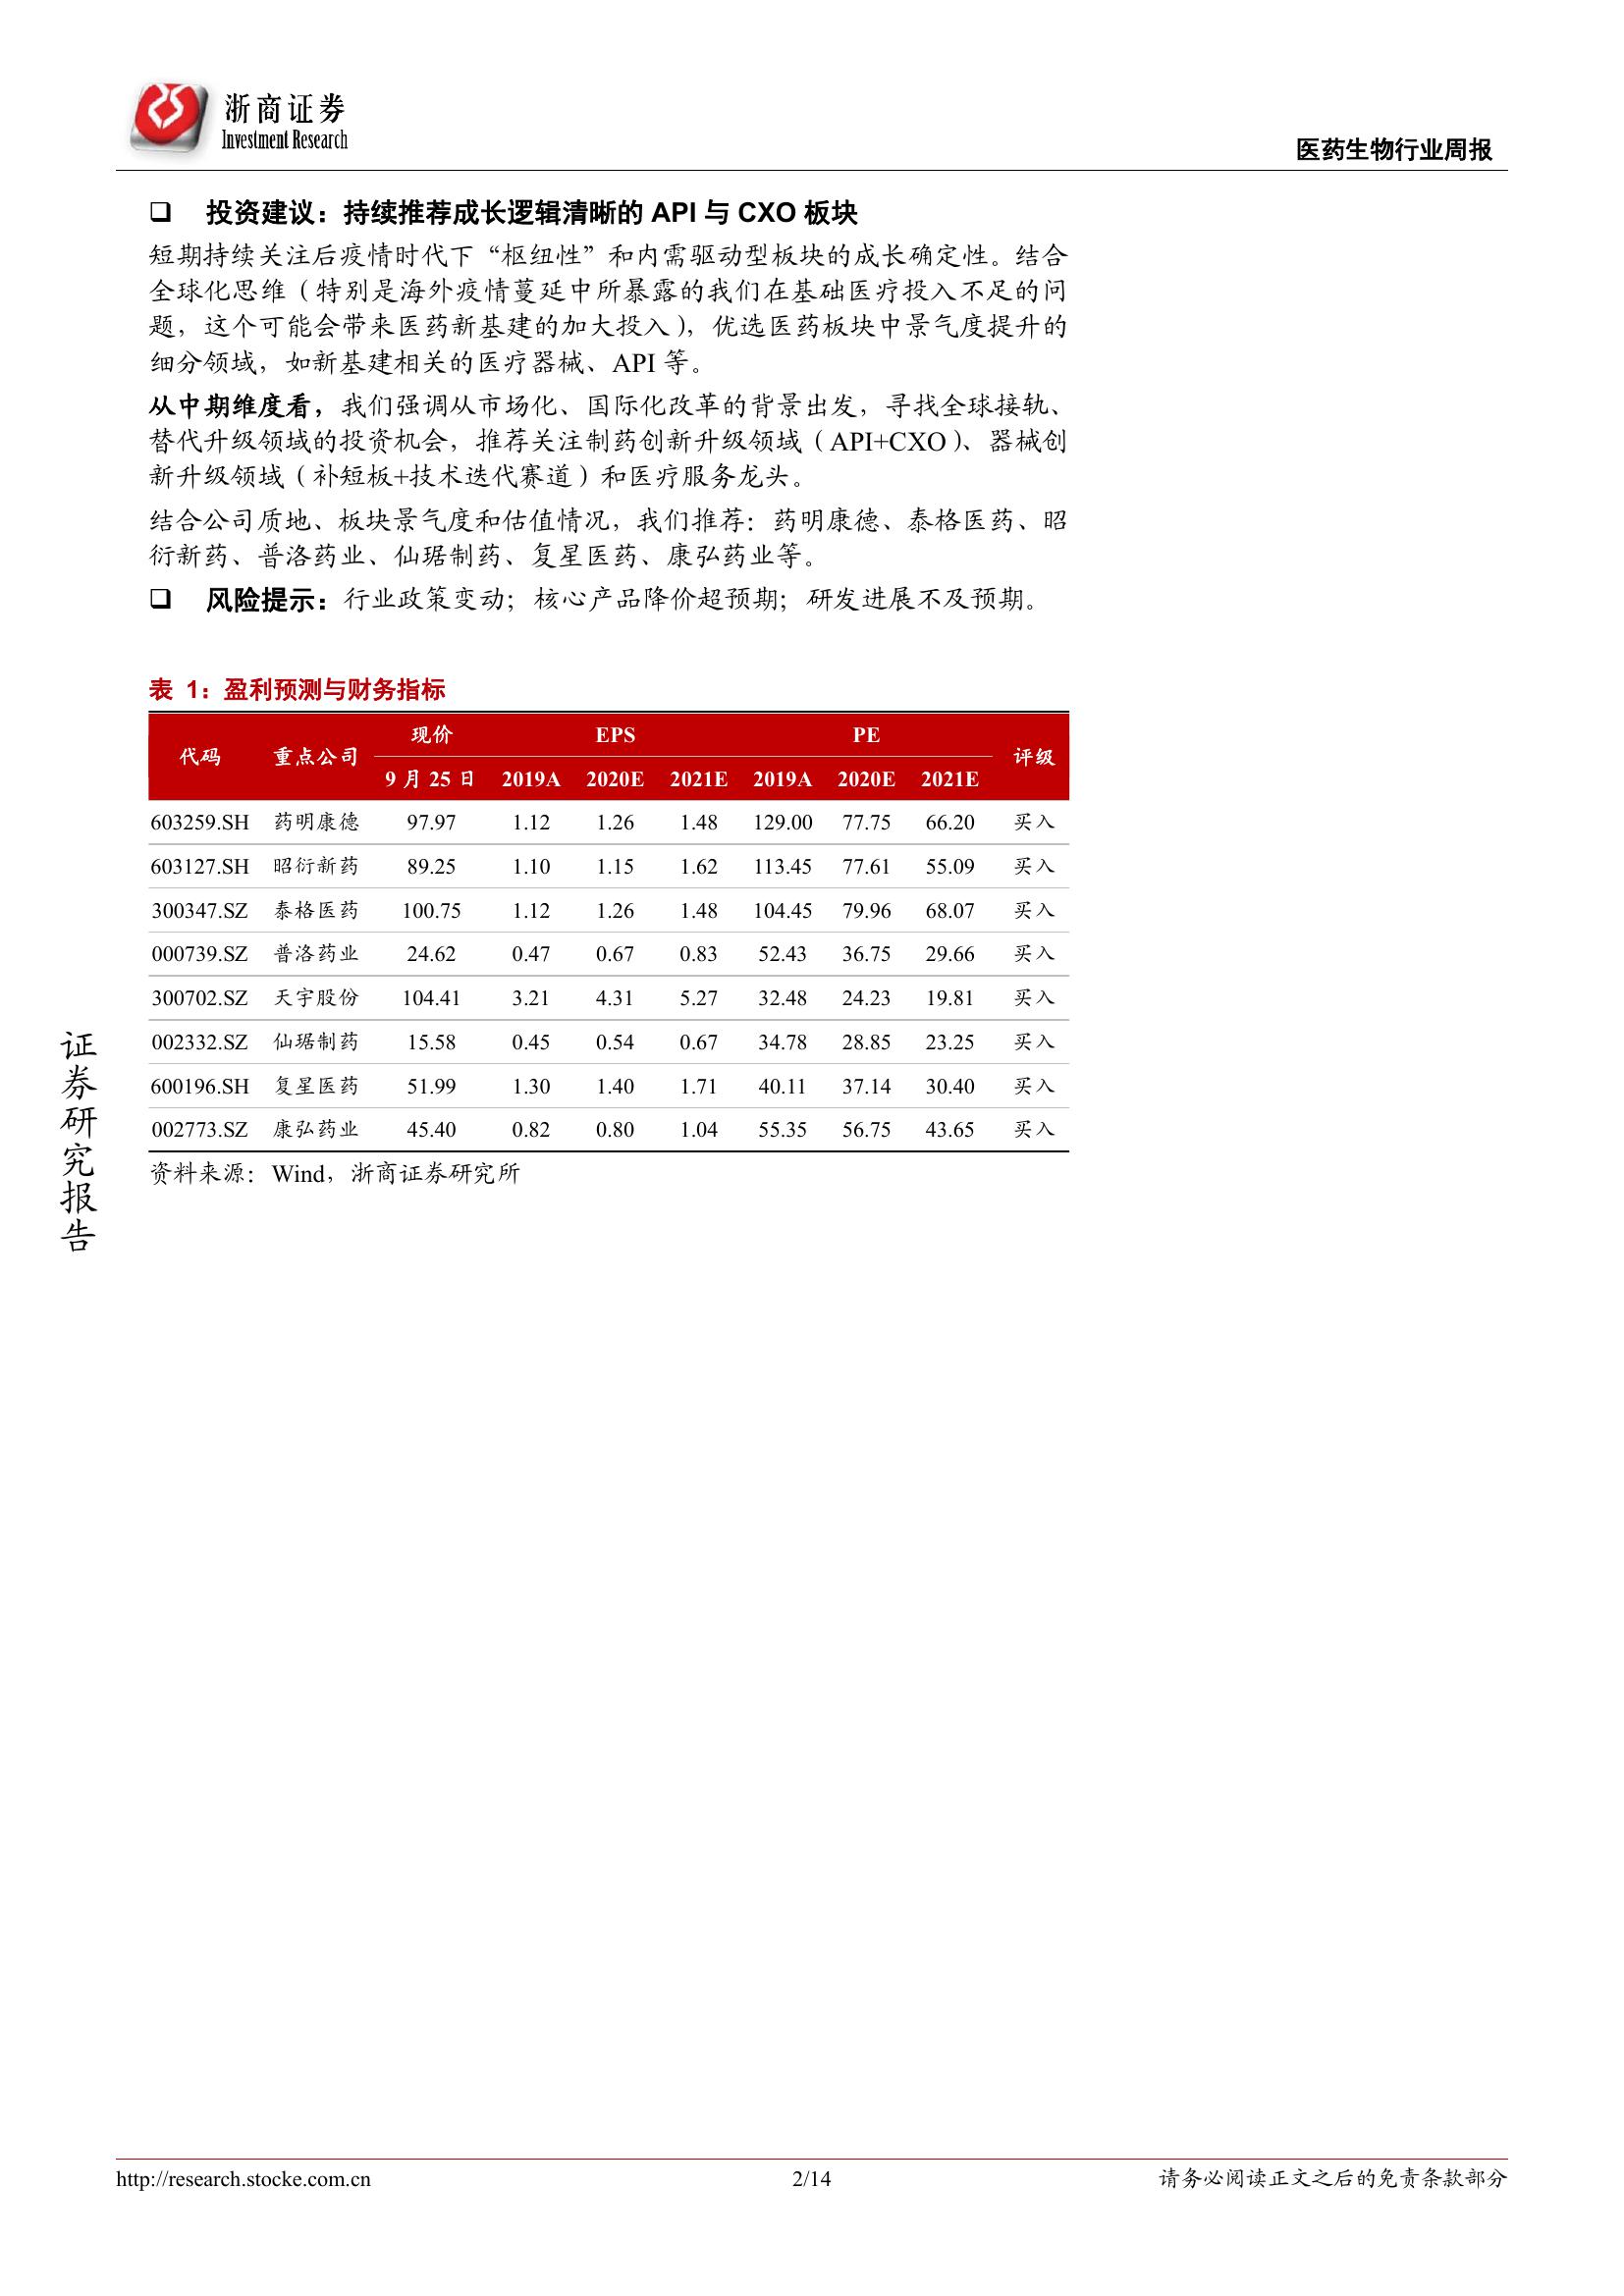 浙商证券
Investment Research
医药生物行业周报
❑ 投资建议：持续推荐成长逻辑清晰的 API 与 CXO 板块
短期持续关注后疫情时代下“枢纽性”和内需驱动型板块的成长确定性。结合
全球化思维（特别是海外疫情蔓延中所暴露的我们在基础医疗投入不足的问
题，这个可能会带来医药新基建的加大投入），优选医药板块中景气度提升的
细分领域，如新基建相关的医疗器械、API 等。
从中期维度看，我们强调从市场化、国际化改革的背景出发，寻找全球接轨、
替代升级领域的投资机会，推荐关注制药创新升级领域（API+CXO）、器械创
新升级领域（补短板+技术迭代赛道）和医疗服务龙头。
结合公司质地、板块景气度和估值情况，我们推荐：药明康德、泰格医药、昭
衍新药、普洛药业、仙琚制药、复星医药、康弘药业等。
❑ 风险提示：行业政策变动；核心产品降价超预期；研发进展不及预期。
表 1：盈利预测与财务指标
代码 重点公司 现价 EPS PE 评级
9 月 25 日 2019A 2020E 2021E 2019A 2020E 2021E
603259.SH 药明康德 97.97 1.12 1.26 1.48 129.00 77.75 66.20 买入
603127.SH 昭衍新药 89.25 1.10 1.15 1.62 113.45 77.61 55.09 买入
300347.SZ 泰格医药 100.75 1.12 1.26 1.48 104.45 79.96 68.07 买入
000739.SZ 普洛药业 24.62 0.47 0.67 0.83 52.43 36.75 29.66 买入
300702.SZ 天宇股份 104.41 3.21 4.31 5.27 32.48 24.23 19.81 买入
002332.SZ 仙琚制药 15.58 0.45 0.54 0.67 34.78 28.85 23.25 买入
600196.SH 复星医药 51.99 1.30 1.40 1.71 40.11 37.14 30.40 买入
002773.SZ 康弘药业 45.40 0.82 0.80 1.04 55.35 56.75 43.65 买入
资料来源：Wind，浙商证券研究所
证券研究报告
http://research.stocke.com.cn 2/14 请务必阅读正文之后的免责条款部分